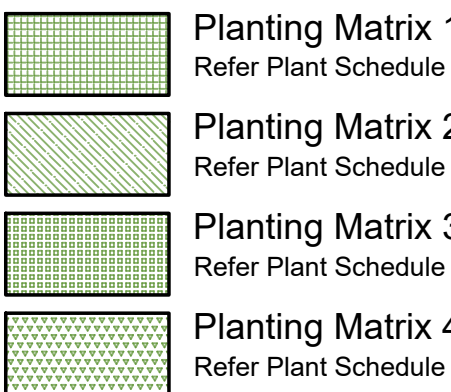 Planting Matrix 1
Refer Plant Schedule
Planting Matrix 2
Refer Plant Schedule
Planting Matrix 3
Refer Plant Schedule
Planting Matrix 4
Refer Plant Schedule